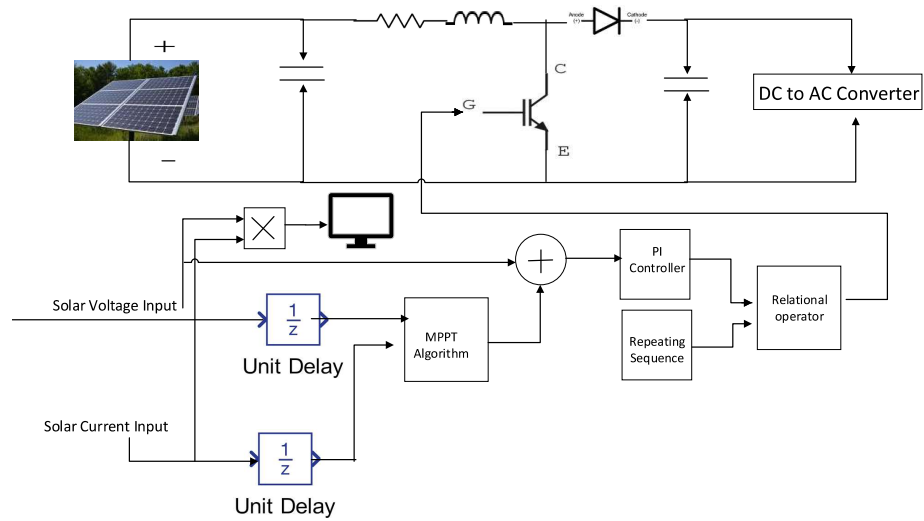 +
Anode
(+)
Cathode
(-)
C
G
E
DC to AC Converter
−
×
+
PI
Controller
Solar Voltage Input
1
z
Unit Delay
MPPT
Algorithm
Repeating
Sequence
Relational
operator
Solar Current Input
1
z
Unit Delay